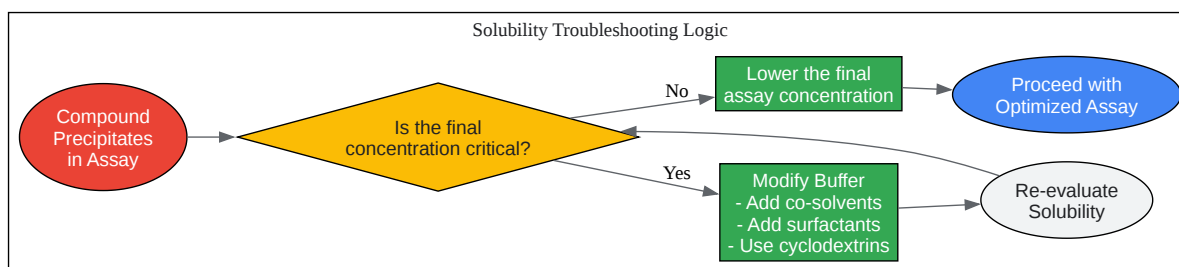 Solubility Troubleshooting Logic
Compound
Precipitates
in Assay
Is the final
concentration critical?
No
Lower the final
assay concentration
Proceed with
Optimized Assay
Yes
Modify Buffer
- Add co-solvents
- Add surfactants
- Use cyclodextrins
Re-evaluate
Solubility